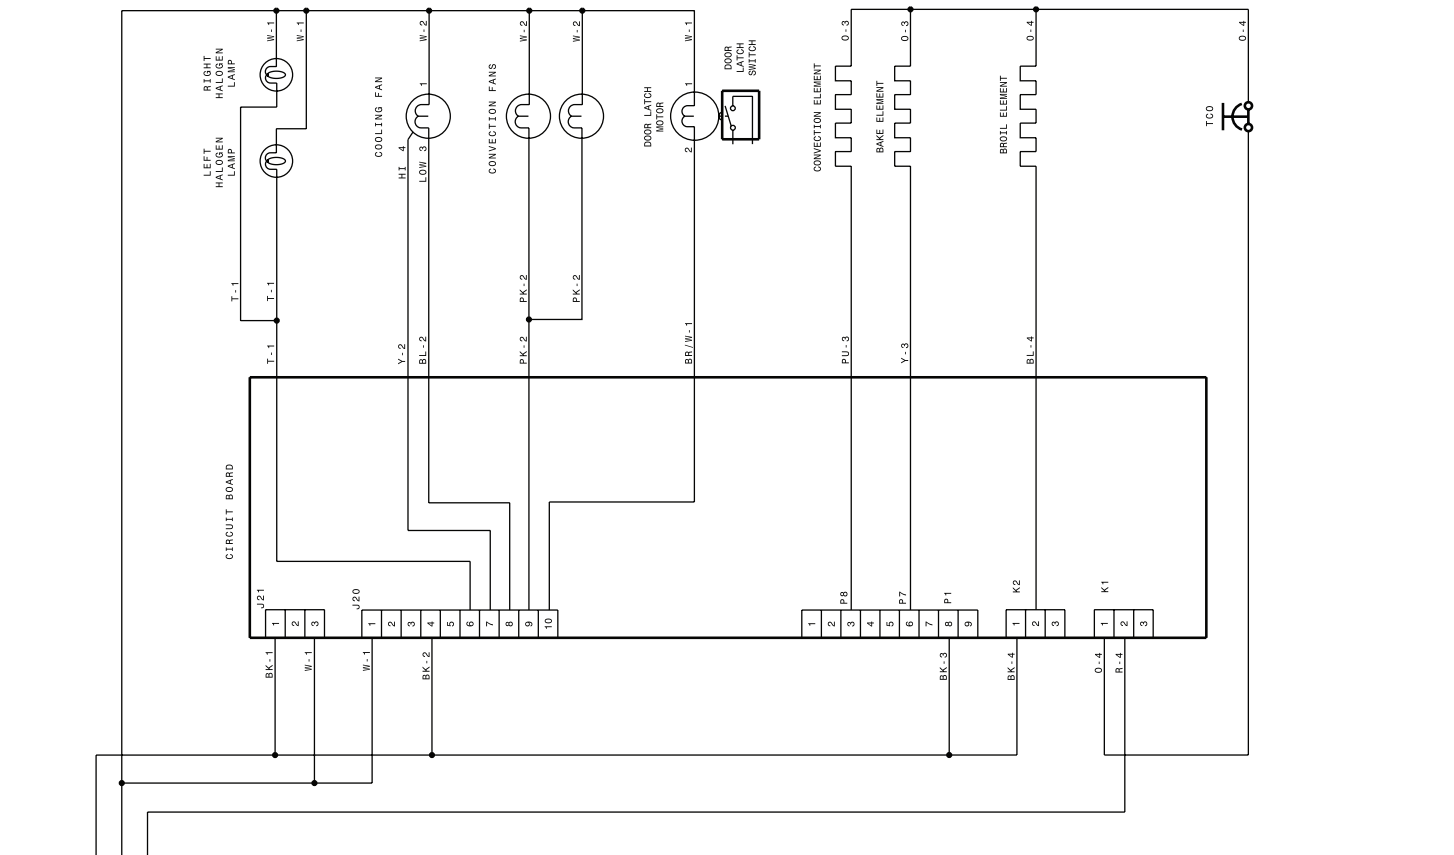 W-1
W-1
W-2
W-2
W-2
W-1
O-3
O-3
O-4
O-4
RIGHT
HALOGEN
LAMP
LEFT
HALOGEN
LAMP
COOLING FAN
1
HI 4
LOW 3
CONVECTION FANS
DOOR LATCH
MOTOR
1
2
DOOR
LATCH
SWITCH
CONVECTION ELEMENT
BAKE ELEMENT
BROIL ELEMENT
TCO
T-1
T-1
PK-2
PK-2
T-1
Y-2
BL-2
PK-2
BR/W-1
PU-3
Y-3
BL-4
CIRCUIT BOARD
J21
1
2
3
J20
1
2
3
4
5
6
7
8
9
10
P8
P7
P1
1
2
3
4
5
6
7
8
9
K2
1
2
3
K1
1
2
3
BK-1
W-1
W-1
BK-2
BK-3
BK-4
O-4
R-4